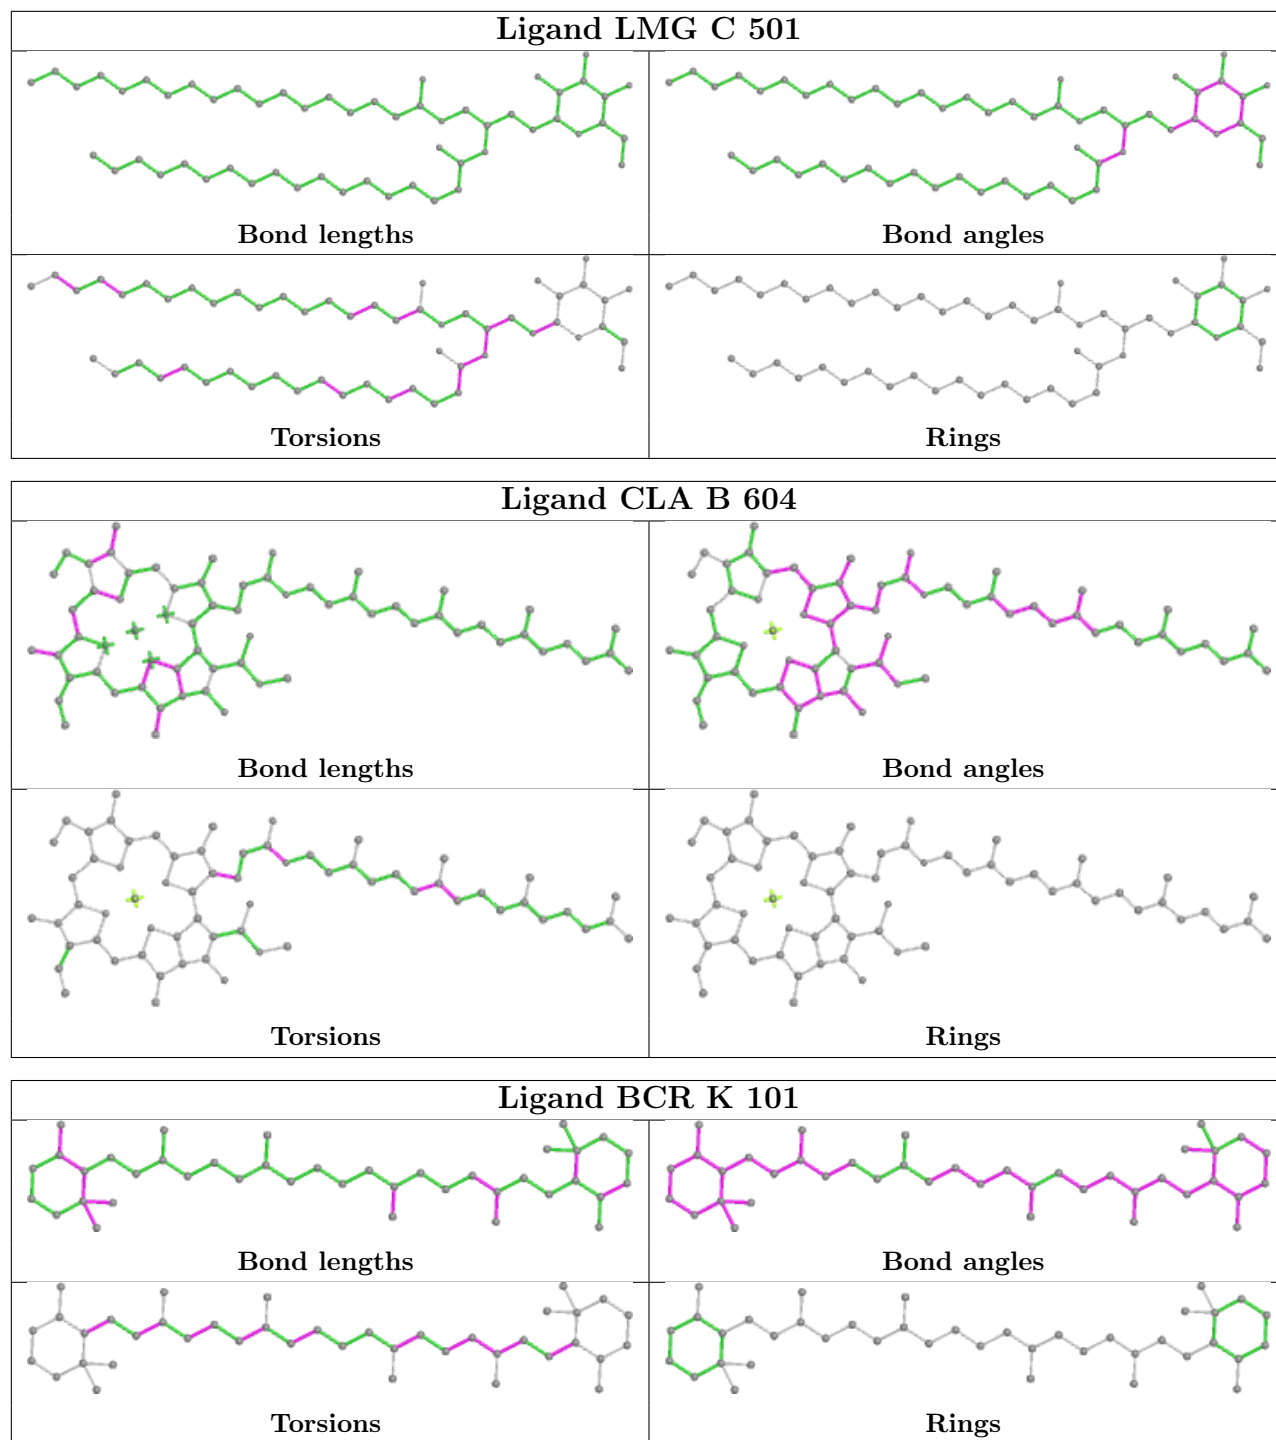 Ligand LMG C 501
Bond lengths
Bond angles
Torsions
Rings
Ligand CLA B 604
Bond lengths
Bond angles
Torsions
Rings
Ligand BCR K 101
Bond lengths
Bond angles
Torsions
Rings